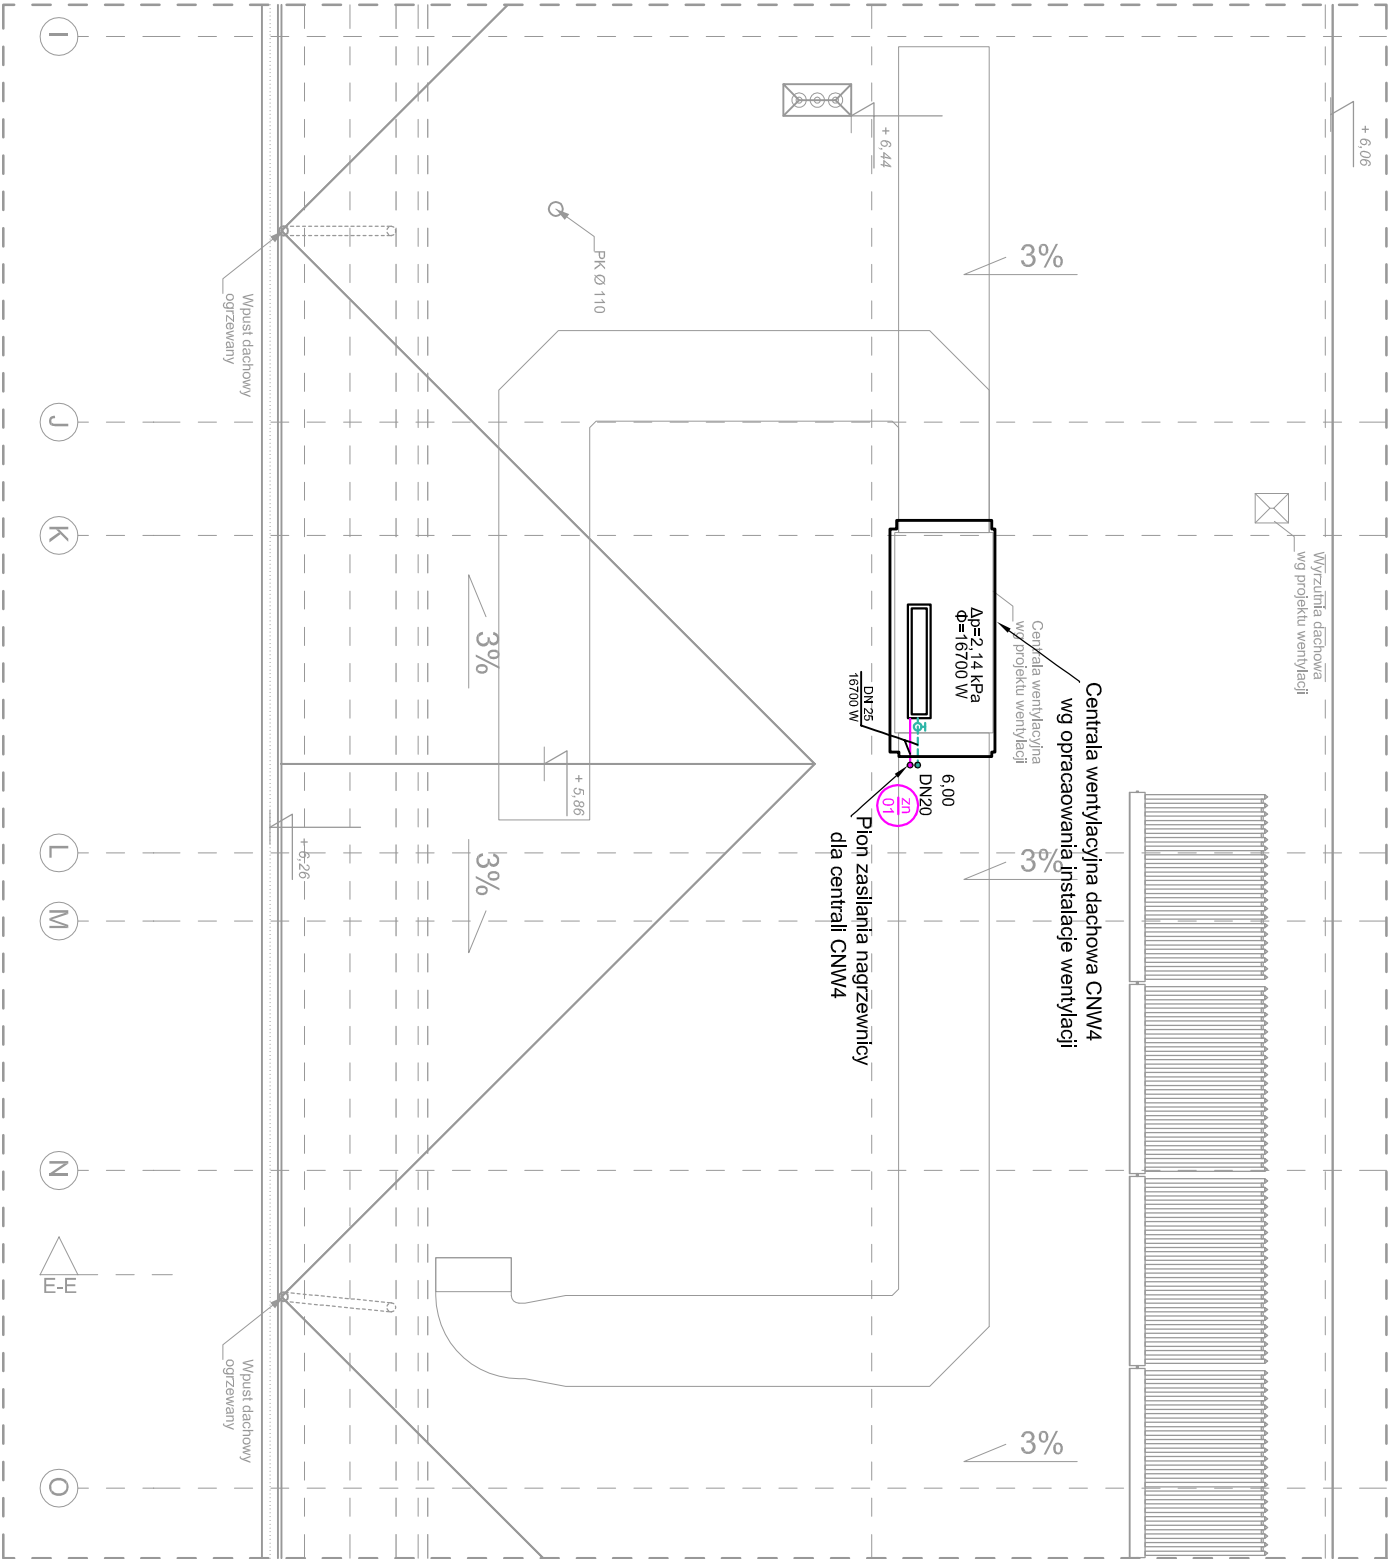 I
J
K
L
M
N
E-E
O
+ 6,06
+ 6,44
3%
PK Ø 110
Wpust dachowy
ogrzewany
Wyrzutnia dachowa
wg projektu wentylacji
Centrala wentylacyjna
wg projektu wentylacji
Δp=2,14 kPa
Φ=16700 W
Centrala wentylacyjna dachowa CNW4
wg opracaowania instalacje wentylacji
DN 25
16700 W
6,00
DN20
zn
01
Pion zasilania nagrzewnicy
dla centrali CNW4
3%
+ 5,86
+ 6,26
3%
3%
3%
Wpust dachowy
ogrzewany